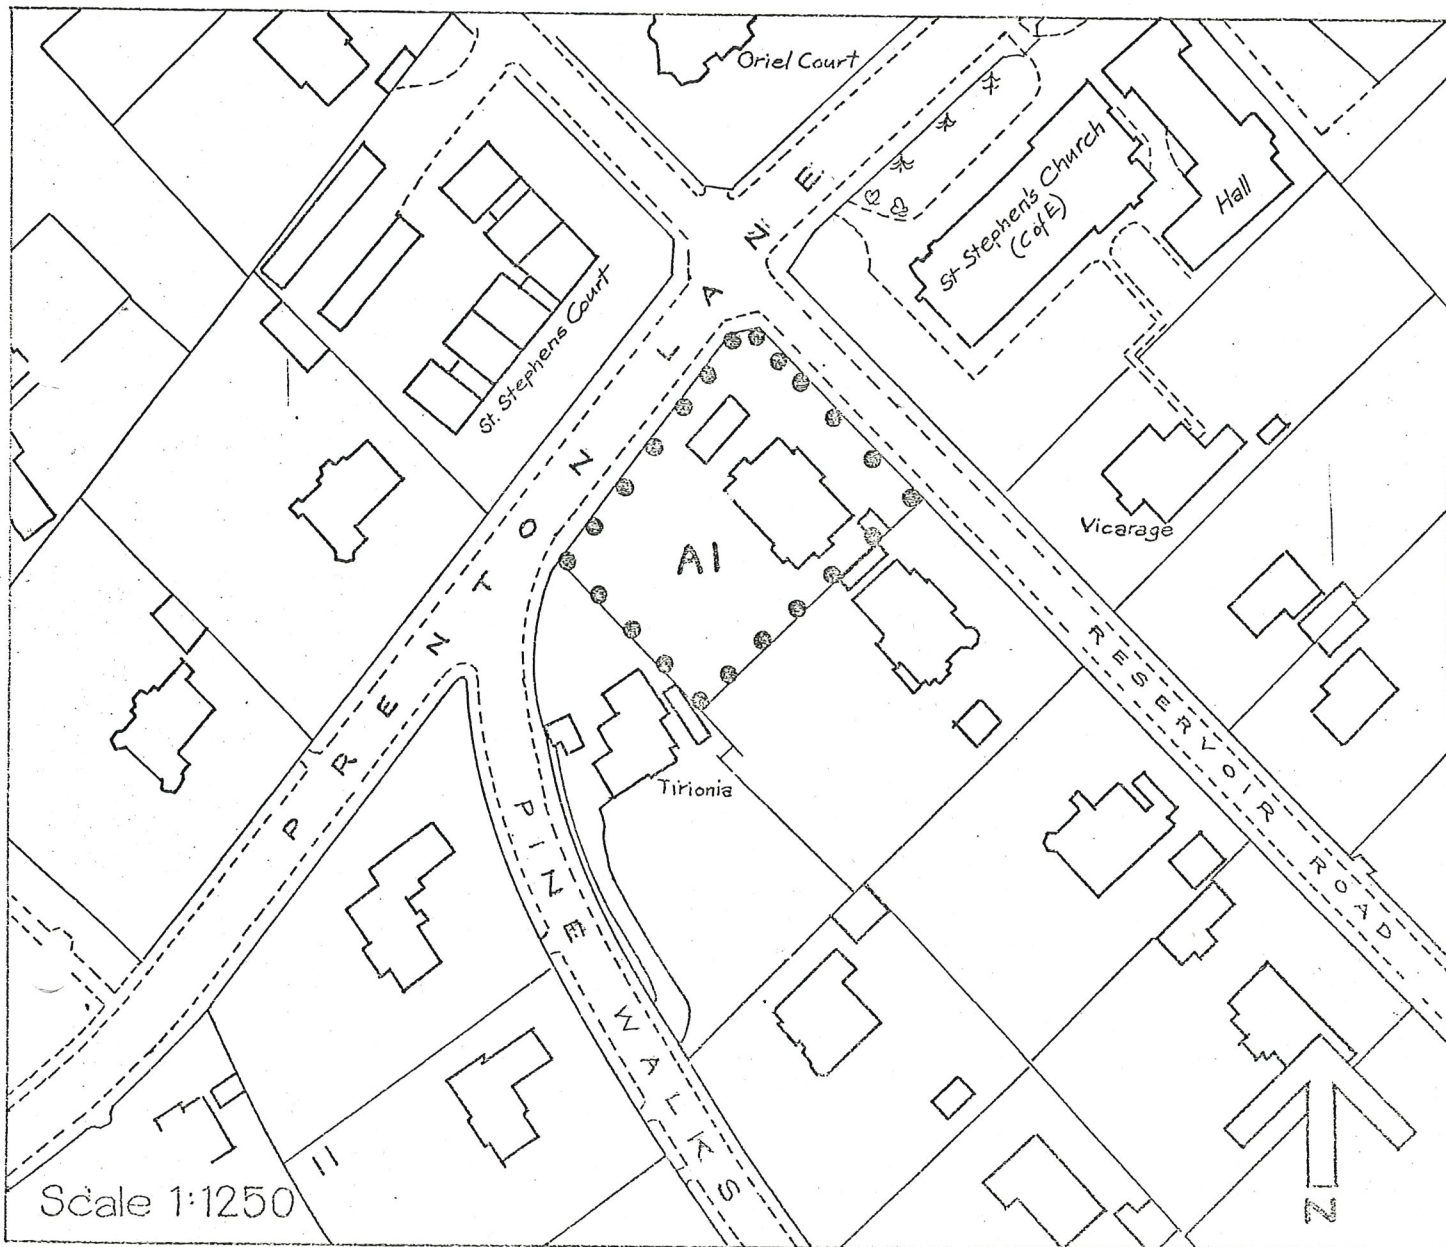 Oriel Court
St. Stephen's Church
(C of E)
Hall
St. Stephens Court
PRENTON LANE
A1
Vicarage
RESERVOIR ROAD
Tirionia
PINE WALKS
11
Scale 1:1250
N